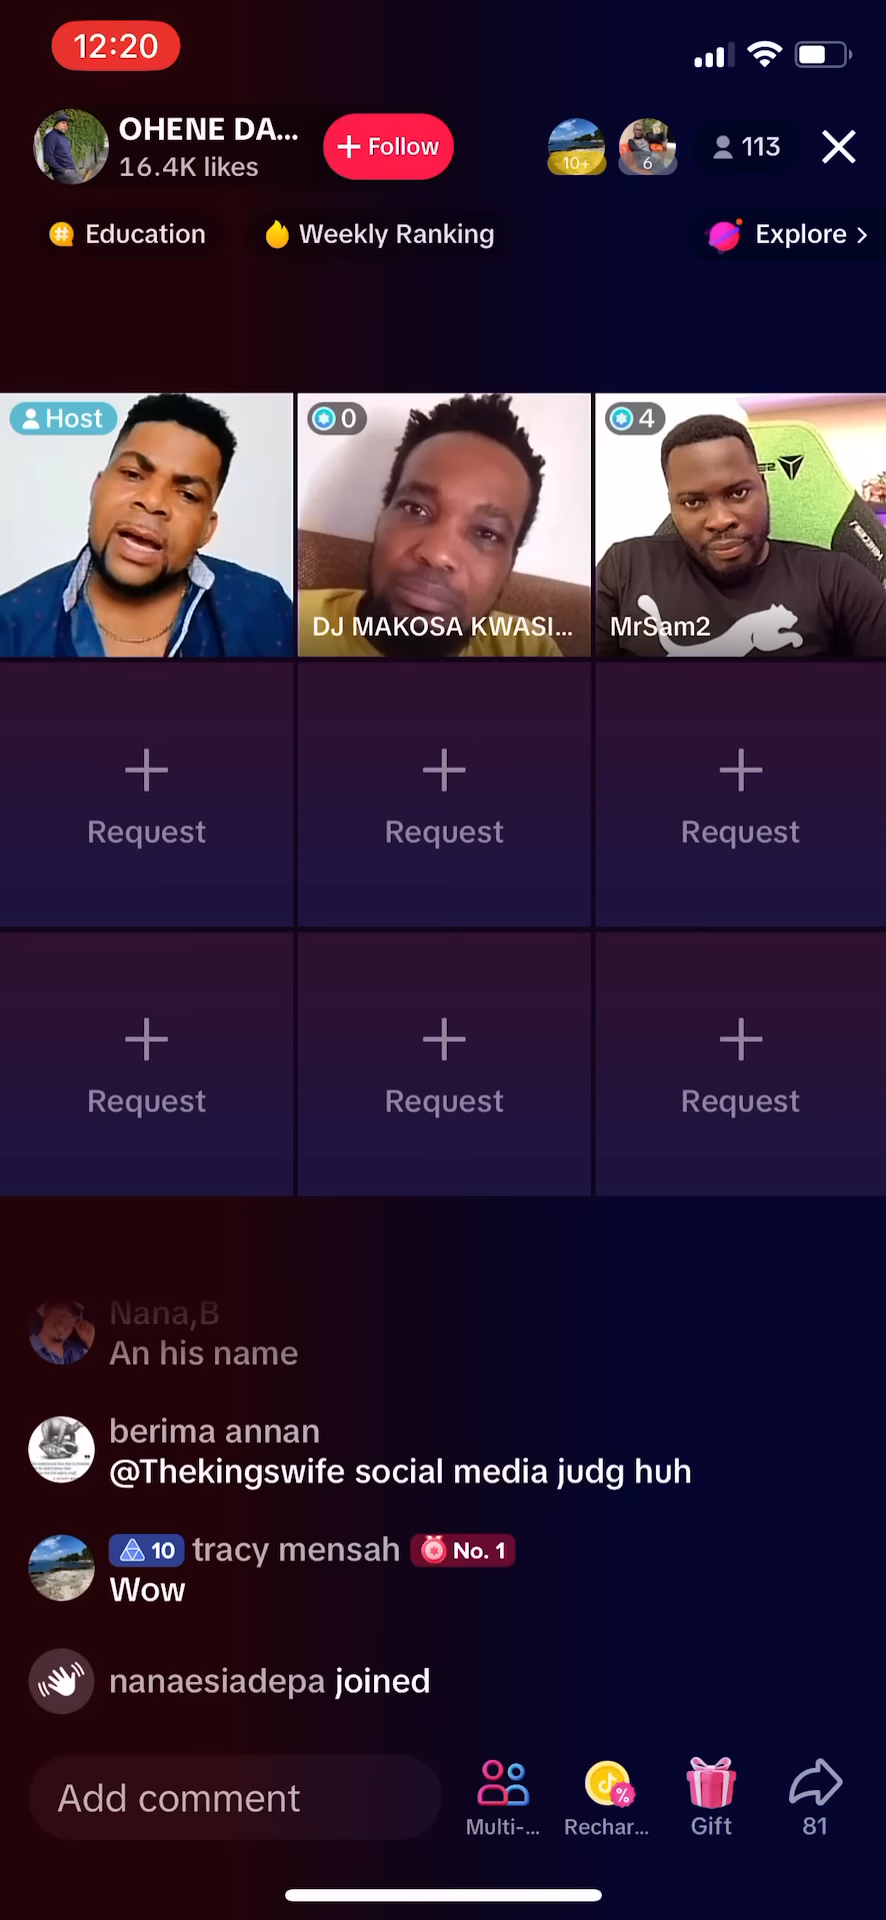 12:20
OHENE DA...
16.4K likes
+ Follow
10+
6
113
Education
Weekly Ranking
Explore >
Host
0
4
DJ MAKOSA KWASI...
MrSam2
Request
Request
Request
Request
Request
Request
Nana,B
An his name
berima annan
@Thekingswife social media judg huh
10 tracy mensah No. 1
Wow
nanaesiadepa joined
Add comment
Multi-...
Rechar...
Gift
81